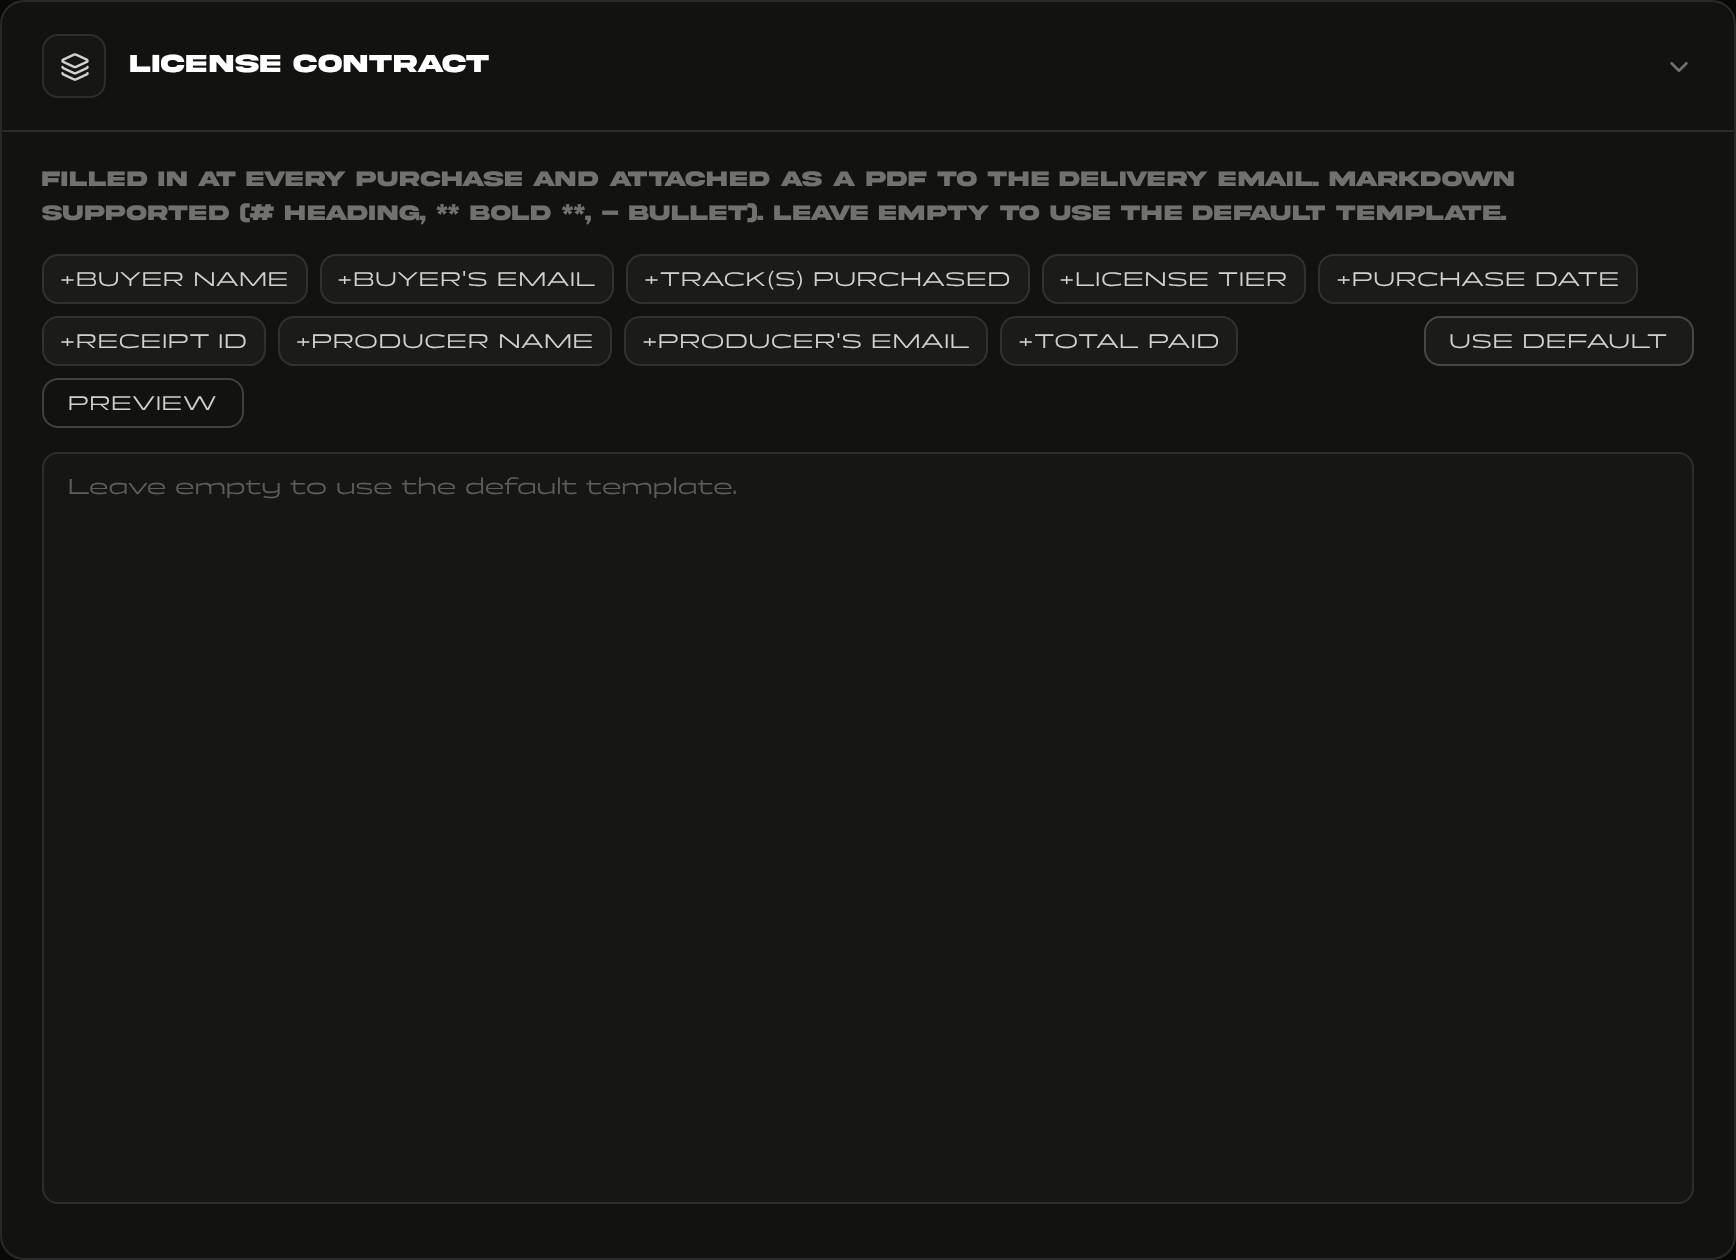 LICENSE CONTRACT
FILLED IN AT EVERY PURCHASE AND ATTACHED AS A PDF TO THE DELIVERY EMAIL. MARKDOWN
SUPPORTED (# HEADING, ** BOLD **, – BULLET). LEAVE EMPTY TO USE THE DEFAULT TEMPLATE.
+BUYER NAME +BUYER'S EMAIL +TRACK(S) PURCHASED +LICENSE TIER +PURCHASE DATE
+RECEIPT ID +PRODUCER NAME +PRODUCER'S EMAIL +TOTAL PAID USE DEFAULT
PREVIEW
Leave empty to use the default template.